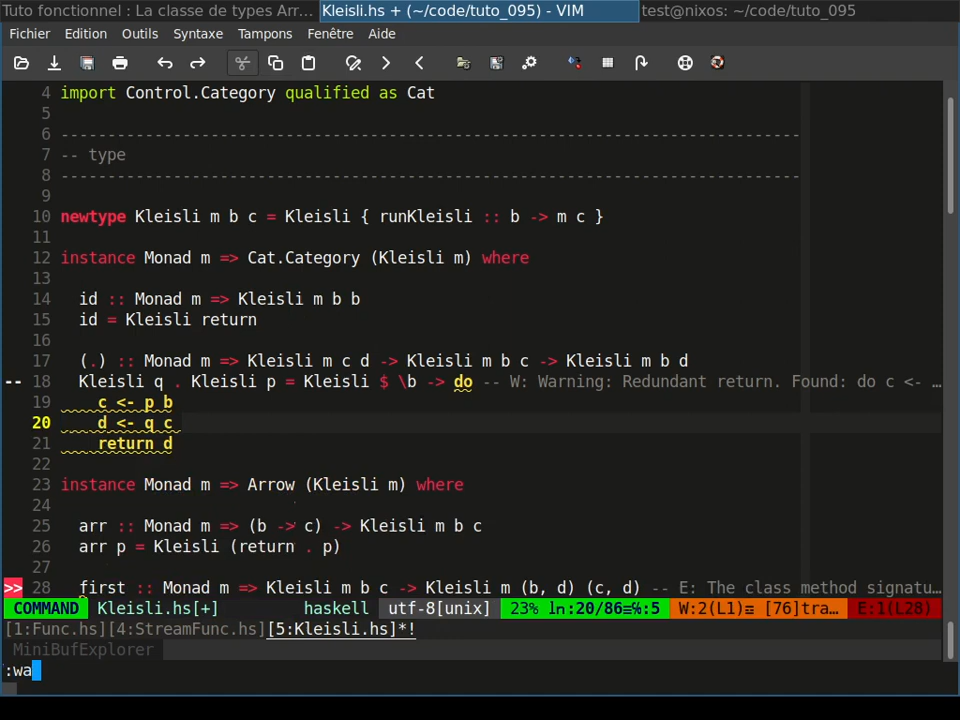 Tuto fonctionnel : La classe de types Arr... Kleisli.hs + (~/code/tuto_095) - VIM test@nixos: ~/code/tuto_095
Fichier Edition Outils Syntaxe Tampons Fenêtre Aide
4 import Control.Category qualified as Cat
5
6 -------------------------------------------------------------------------------
7 -- type
8 -------------------------------------------------------------------------------
9
10 newtype Kleisli m b c = Kleisli { runKleisli :: b -> m c }
11
12 instance Monad m => Cat.Category (Kleisli m) where
13
14 id :: Monad m => Kleisli m b b
15 id = Kleisli return
16
17 (.) :: Monad m => Kleisli m c d -> Kleisli m b c -> Kleisli m b d
-- 18 Kleisli q . Kleisli p = Kleisli $ \b -> do -- W: Warning: Redundant return. Found: do c <- …
19 c <- p b
20 d <- q c
21 return d
22
23 instance Monad m => Arrow (Kleisli m) where
24
25 arr :: Monad m => (b -> c) -> Kleisli m b c
26 arr p = Kleisli (return . p)
27
>> 28 first :: Monad m => Kleisli m b c -> Kleisli m (b, d) (c, d) -- E: The class method signatu…
COMMAND Kleisli.hs[+] haskell utf-8[unix] 23% ln:20/86≡℅:5 W:2(L1)≡ [76]tra… E:1(L28)
[1:Func.hs][4:StreamFunc.hs][5:Kleisli.hs]*!
MiniBufExplorer
:wa